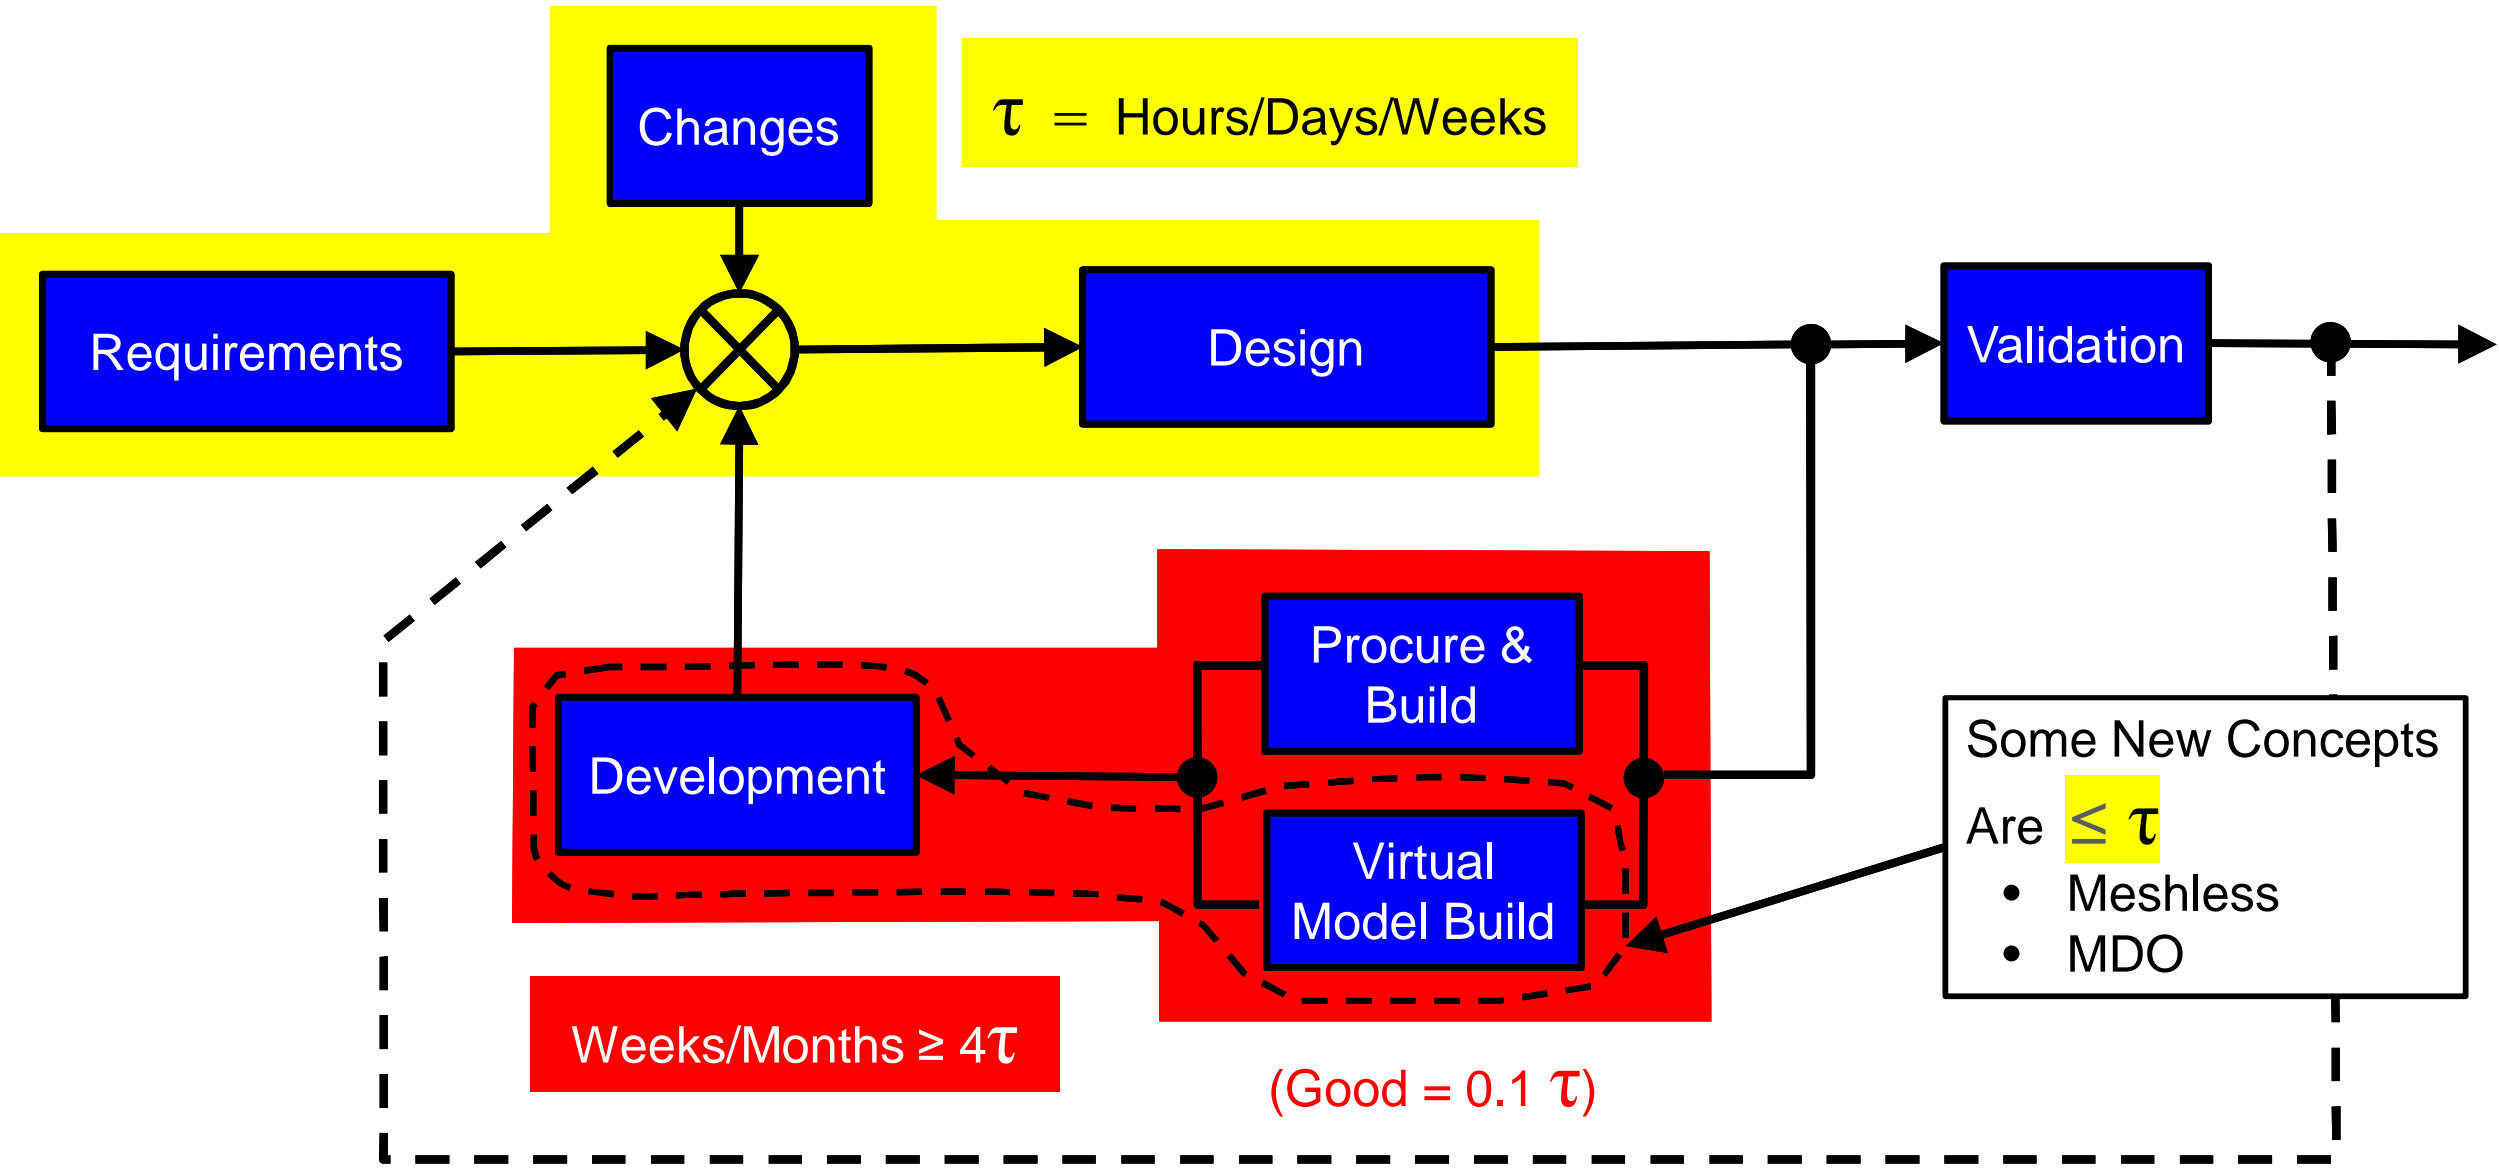 Changes
τ = Hours/Days/Weeks
Requirements
Design
Validation
Procure &
Build
Development
Virtual
Model Build
Some New Concepts
Are ≤ τ
• Meshless
• MDO
Weeks/Months ≥ 4τ
(Good = 0.1 τ)